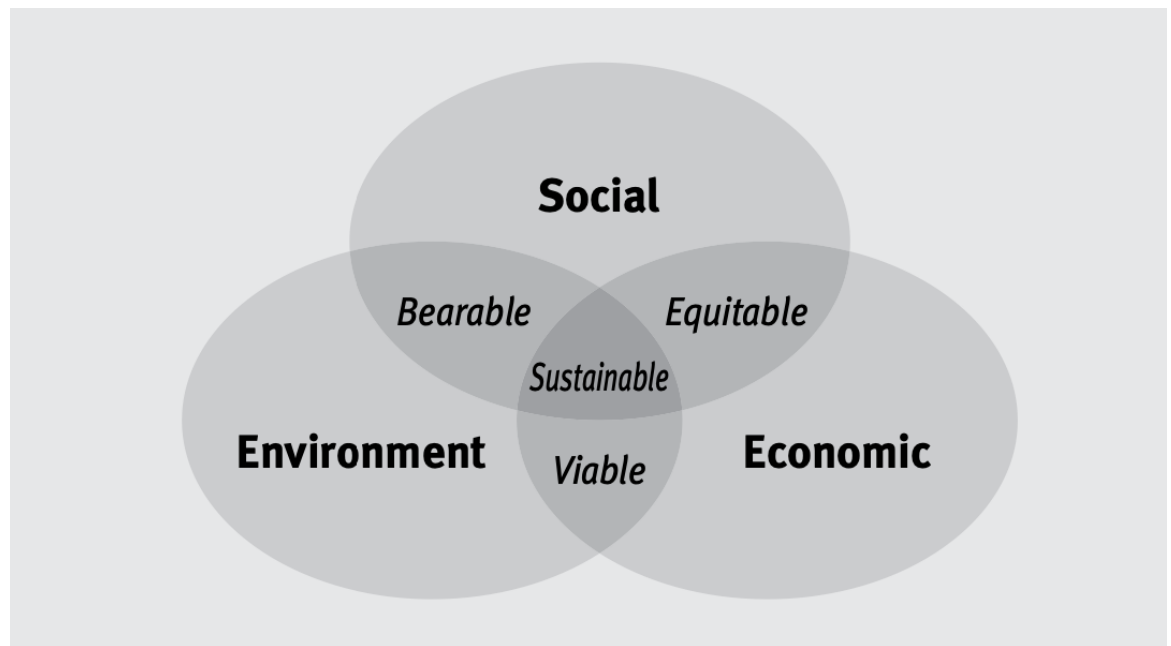 Social
Bearable
Equitable
Sustainable
Environment
Economic
Viable